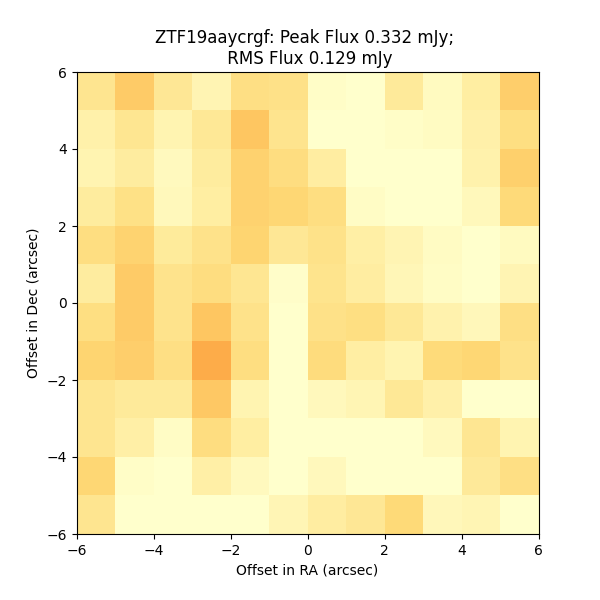 ZTF19aaycrgf: Peak Flux 0.332 mJy;
RMS Flux 0.129 mJy
6
4
2
0
−2
−4
−6
Offset in Dec (arcsec)
−6 −4 −2 0 2 4 6
Offset in RA (arcsec)